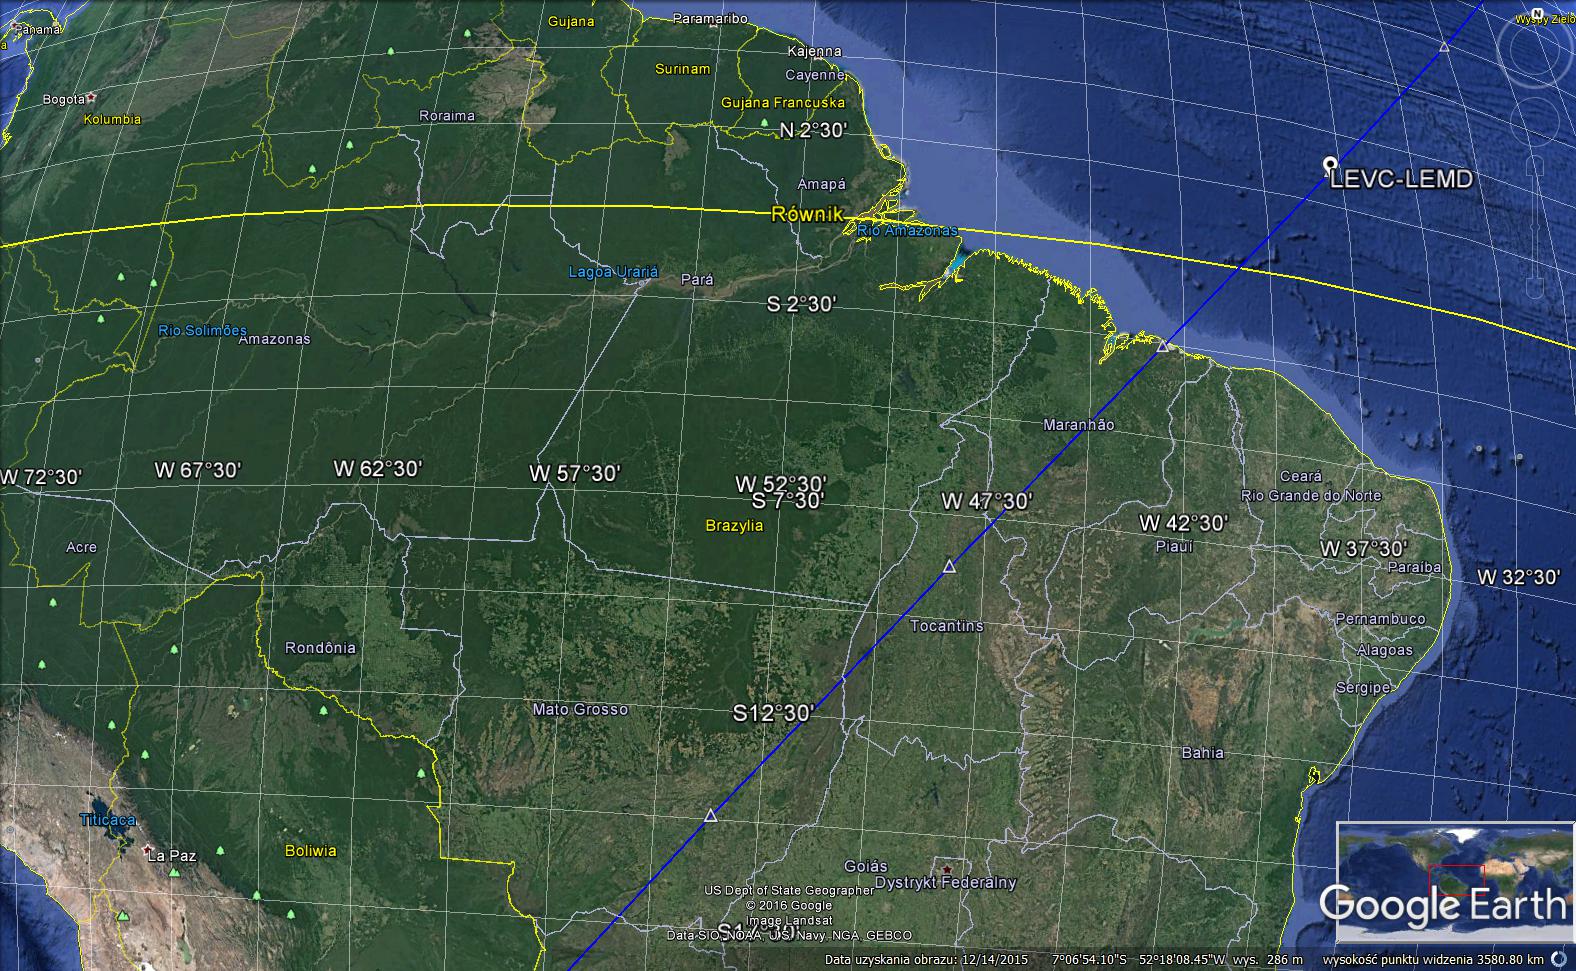 Panama
Gujana
Paramaribo
Wyspy Zielo
N
Kajenna
Cayenne
Surinam
Bogota
Kolumbia
Gujana Francuska
Roraima
N 2°30'
LEVC-LEMD
Amapá
Równik
Rio Amazonas
Lagoa Urariá
Pará
S 2°30'
Rio Solimões
Amazonas
Maranhão
W 72°30'
W 67°30'
W 62°30'
W 57°30'
W 52°30'
S 7°30'
W 47°30'
Ceará
Rio Grande do Norte
W 42°30'
Brazylia
Acre
Piauí
W 37°30'
Paraíba
W 32°30'
Tocantins
Pernambuco
Rondônia
Alagoas
Sergipe
Mato Grosso
S12°30'
Bahia
Titicaca
La Paz
Boliwia
Goiás
Dystrykt Federalny
US Dept of State Geographer
© 2016 Google
Image Landsat
S17°30'
Data SIO, NOAA, U.S. Navy, NGA, GEBCO
Google Earth
Data uzyskania obrazu: 12/14/2015 7°06'54.10"S 52°18'08.45"W wys. 286 m wysokość punktu widzenia 3580.80 km